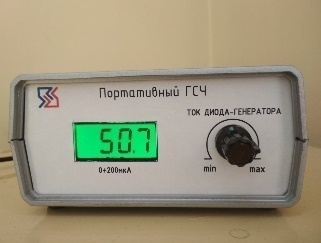 Портативный ГСЧ
ТОК ДИОДА-ГЕНЕРАТОРА
50.7
0÷200мкА
min max